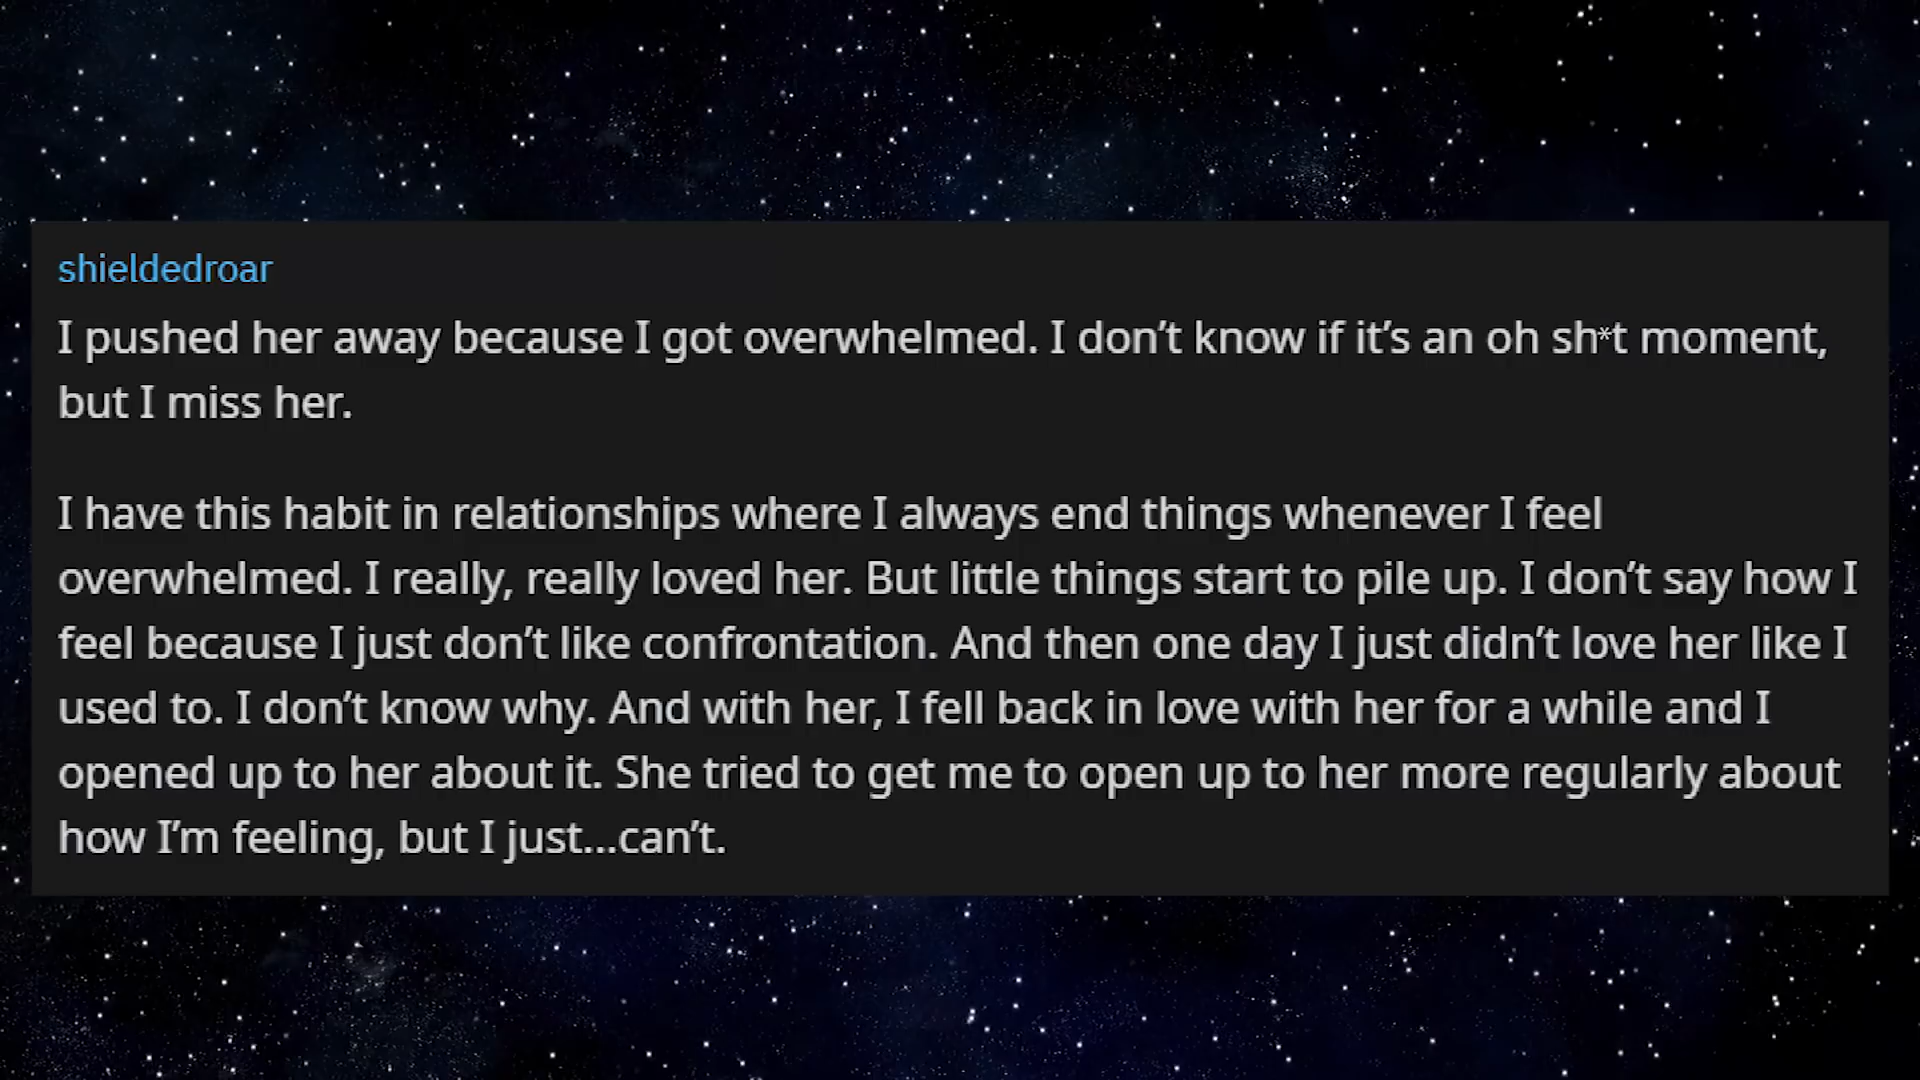 shieldedroar
I pushed her away because I got overwhelmed. I don’t know if it’s an oh sh*t moment,
but I miss her.
I have this habit in relationships where I always end things whenever I feel
overwhelmed. I really, really loved her. But little things start to pile up. I don’t say how I
feel because I just don’t like confrontation. And then one day I just didn’t love her like I
used to. I don’t know why. And with her, I fell back in love with her for a while and I
opened up to her about it. She tried to get me to open up to her more regularly about
how I’m feeling, but I just...can’t.